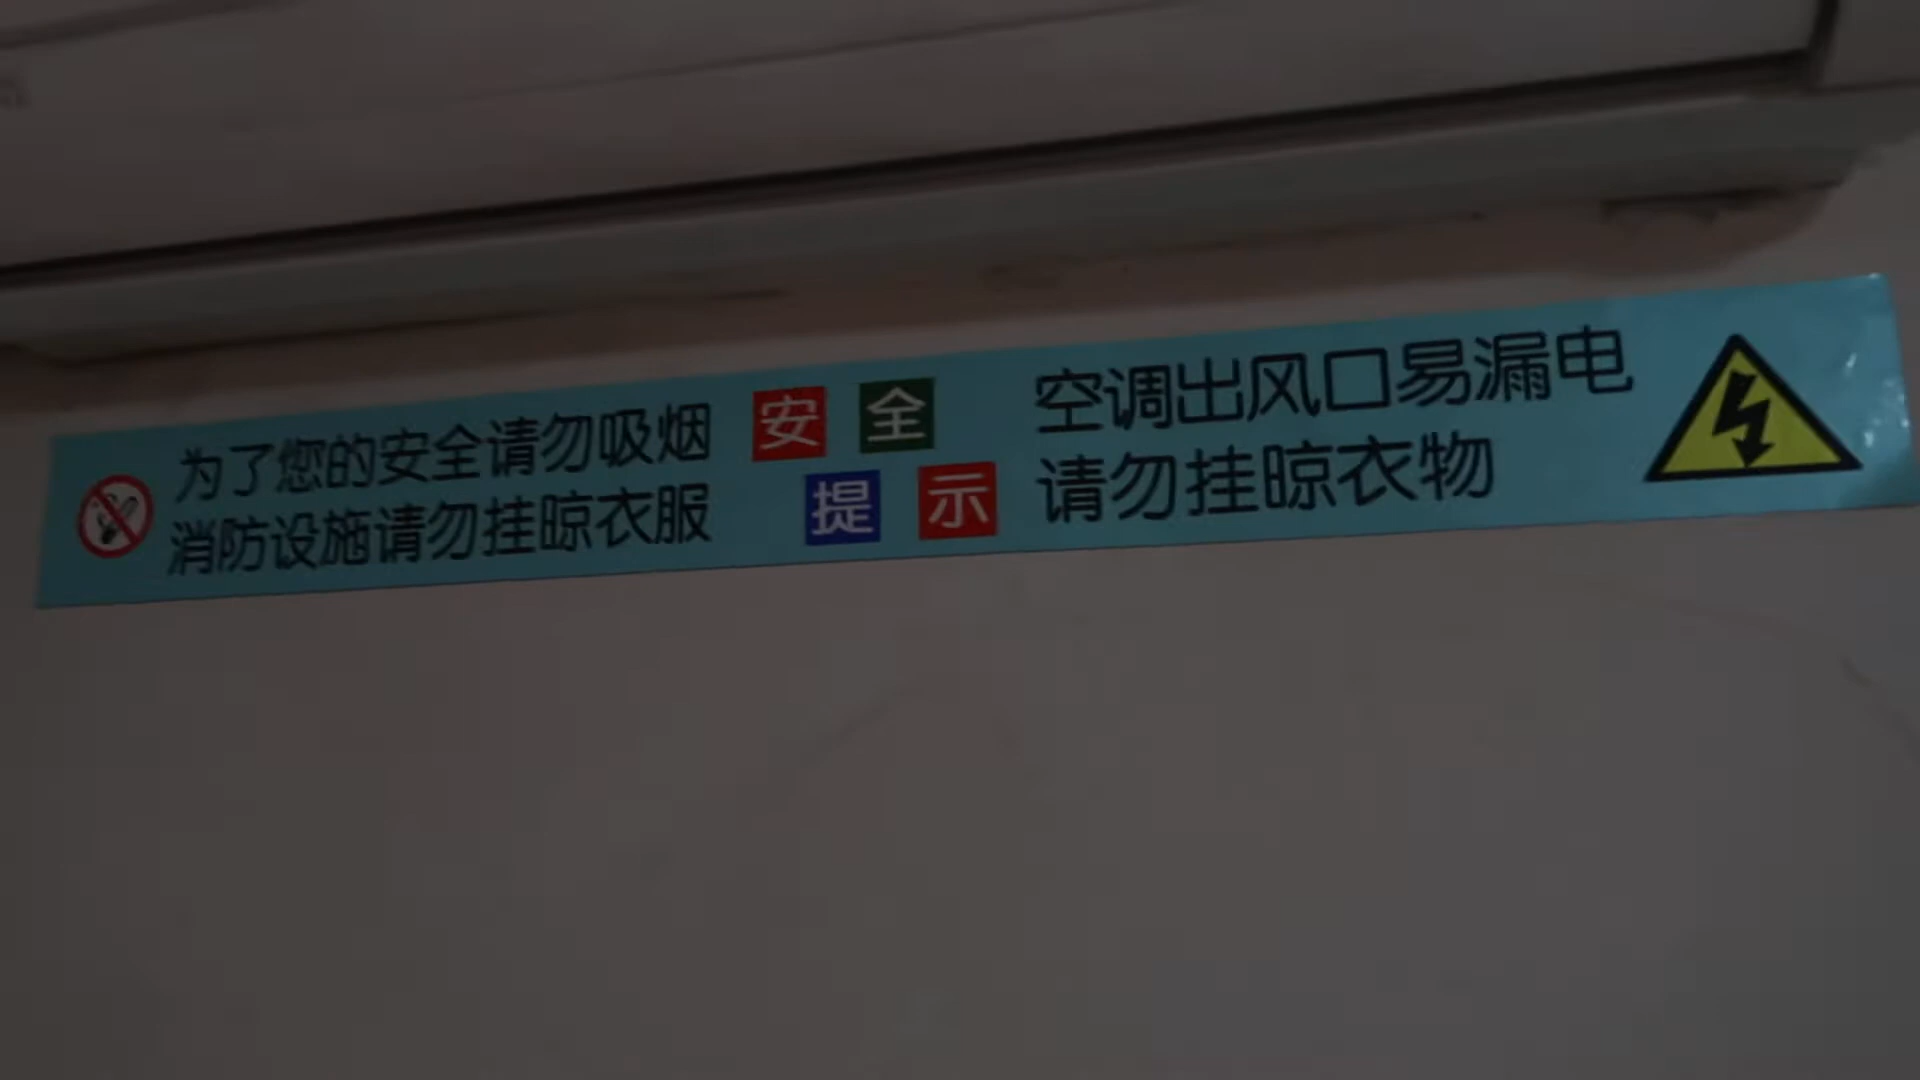 为了您的安全请勿吸烟
消防设施请勿挂晾衣服
安全
提示
空调出风口易漏电
请勿挂晾衣物